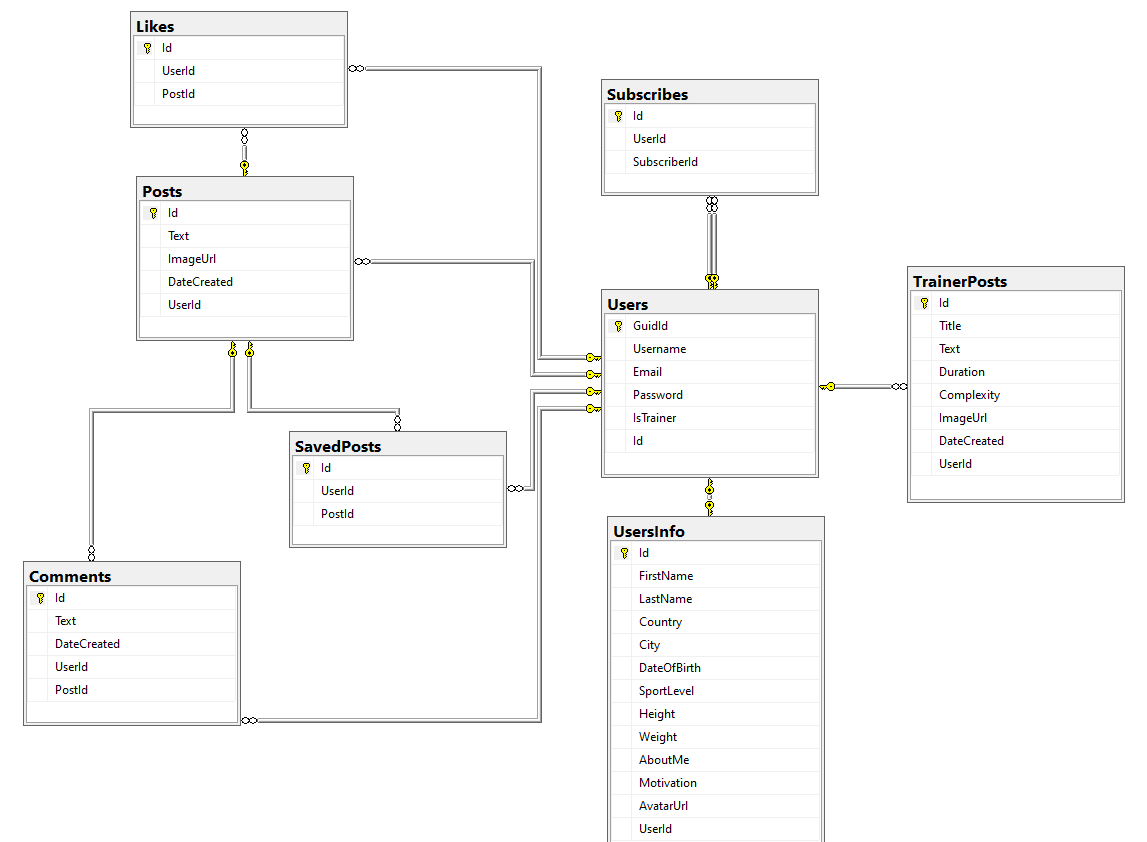 Likes
Id
UserId
PostId
Posts
Id
Text
ImageUrl
DateCreated
UserId
SavedPosts
Id
UserId
PostId
Comments
Id
Text
DateCreated
UserId
PostId
Subscribes
Id
UserId
SubscriberId
Users
GuidId
Username
Email
Password
IsTrainer
Id
UsersInfo
Id
FirstName
LastName
Country
City
DateOfBirth
SportLevel
Height
Weight
AboutMe
Motivation
AvatarUrl
UserId
TrainerPosts
Id
Title
Text
Duration
Complexity
ImageUrl
DateCreated
UserId